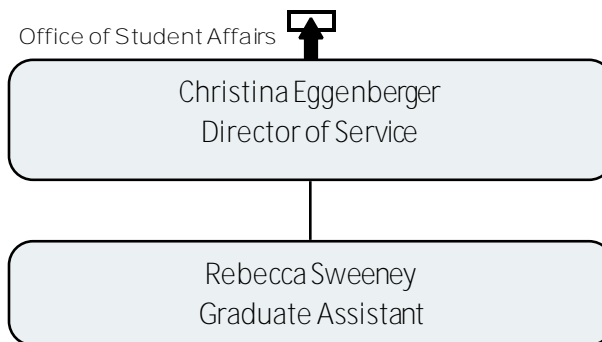 Office of Student Affairs
Christina Eggenberger
Director of Service
Rebecca Sweeney
Graduate Assistant